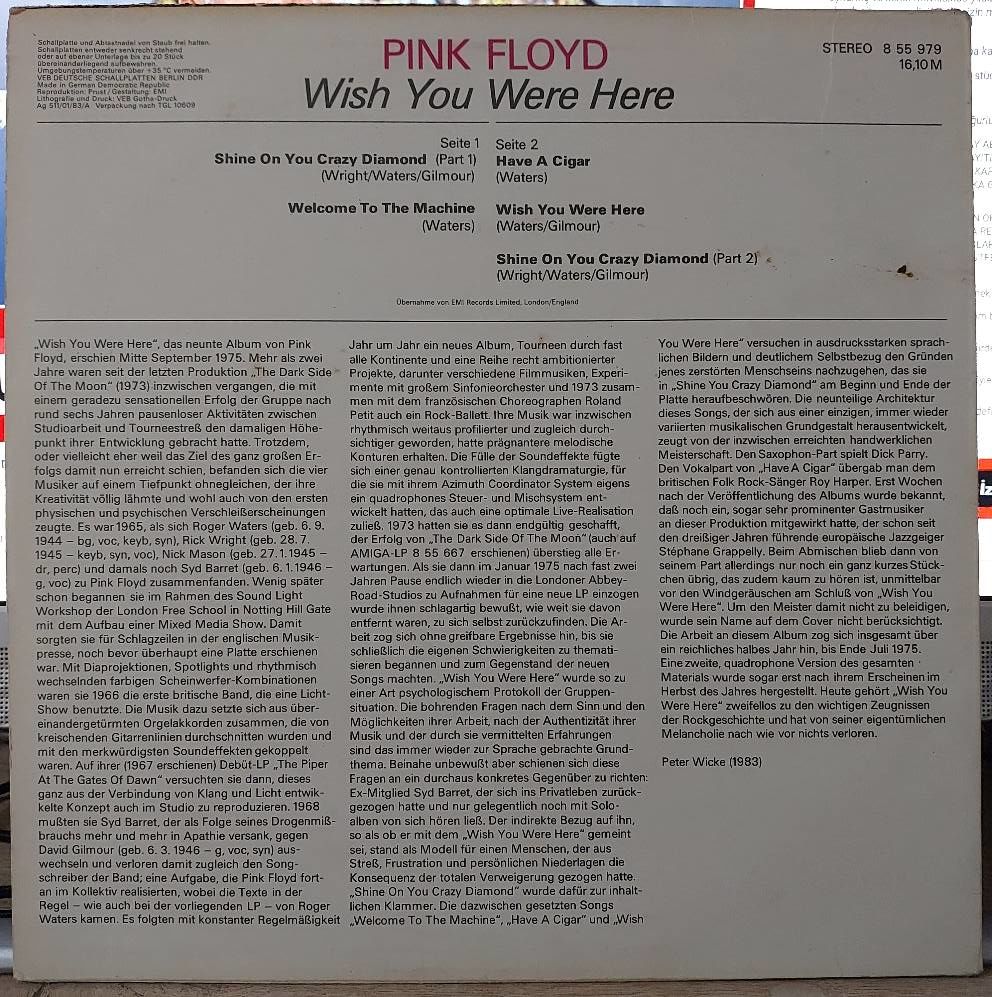 Schallplatte und Abtastnadel von Staub frei halten.
Schallplatten entweder senkrecht stehend
oder auf ebener Unterlage bis zu 20 Stück
übereinanderliegend aufbewahren.
Umgebungstemperaturen über +35 °C vermeiden.
VEB DEUTSCHE SCHALLPLATTEN BERLIN DDR
Made in German Democratic Republic
Reproduktion: Prust / Gestaltung: EMI
Lithografie und Druck: VEB Gotha-Druck
Ag 511/01/83/A Verpackung nach TGL 10609
PINK FLOYD
Wish You Were Here
STEREO 8 55 979
16,10 M
Seite 1
Shine On You Crazy Diamond (Part 1)
(Wright/Waters/Gilmour)
Welcome To The Machine
(Waters)
Seite 2
Have A Cigar
(Waters)
Wish You Were Here
(Waters/Gilmour)
Shine On You Crazy Diamond (Part 2)
(Wright/Waters/Gilmour)
Übernahme von EMI Records Limited, London/England
„Wish You Were Here“, das neunte Album von Pink
Floyd, erschien Mitte September 1975. Mehr als zwei
Jahre waren seit der letzten Produktion „The Dark Side
Of The Moon“ (1973) inzwischen vergangen, die mit
einem geradezu sensationellen Erfolg der Gruppe nach
rund sechs Jahren pausenloser Aktivitäten zwischen
Studioarbeit und Tourneestreß den damaligen Höhe-
punkt ihrer Entwicklung gebracht hatte. Trotzdem,
oder vielleicht eher weil das Ziel des ganz großen Er-
folgs damit nun erreicht schien, befanden sich die vier
Musiker auf einem Tiefpunkt ohnegleichen, der ihre
Kreativität völlig lähmte und wohl auch von den ersten
physischen und psychischen Verschleißerscheinungen
zeugte. Es war 1965, als sich Roger Waters (geb. 6. 9.
1944 – bg, voc, keyb, syn), Rick Wright (geb. 28. 7.
1945 – keyb, syn, voc), Nick Mason (geb. 27. 1. 1945 –
dr, perc) und damals noch Syd Barret (geb. 6. 1. 1946 –
g, voc) zu Pink Floyd zusammenfanden. Wenig später
schon begannen sie im Rahmen des Sound Light
Workshop der London Free School in Notting Hill Gate
mit dem Aufbau einer Mixed Media Show. Damit
sorgten sie für Schlagzeilen in der englischen Musik-
presse, noch bevor überhaupt eine Platte erschienen
war. Mit Diaprojektionen, Spotlights und rhythmisch
wechselnden farbigen Scheinwerfer-Kombinationen
waren sie 1966 die erste britische Band, die eine Licht-
Show benutzte. Die Musik dazu setzte sich aus über-
einandergetürmten Orgelakkorden zusammen, die von
kreischenden Gitarrenlinien durchschnitten wurden und
mit den merkwürdigsten Soundeffekten gekoppelt
waren. Auf ihrer (1967 erschienen) Debüt-LP „The Piper
At The Gates Of Dawn“ versuchten sie dann, dieses
ganz aus der Verbindung von Klang und Licht entwik-
kelte Konzept auch im Studio zu reproduzieren. 1968
mußten sie Syd Barret, der als Folge seines Drogenmiß-
brauchs mehr und mehr in Apathie versank, gegen
David Gilmour (geb. 6. 3. 1946 – g, voc, syn) aus-
wechseln und verloren damit zugleich den Song-
schreiber der Band; eine Aufgabe, die Pink Floyd fort-
an im Kollektiv realisierten, wobei die Texte in der
Regel – wie auch bei der vorliegenden LP – von Roger
Waters kamen. Es folgten mit konstanter Regelmäßigkeit
Jahr um Jahr ein neues Album, Tourneen durch fast
alle Kontinente und eine Reihe recht ambitionierter
Projekte, darunter verschiedene Filmmusiken, Experi-
mente mit großem Sinfonieorchester und 1973 zusam-
men mit dem französischen Choreographen Roland
Petit auch ein Rock-Ballett. Ihre Musik war inzwischen
rhythmisch weitaus profilierter und zugleich durch-
sichtiger geworden, hatte prägnantere melodische
Konturen erhalten. Die Fülle der Soundeffekte fügte
sich einer genau kontrollierten Klangdramaturgie, für
die sie mit ihrem Azimuth Coordinator System eigens
ein quadrophones Steuer- und Mischsystem ent-
wickelt hatten, das auch eine optimale Live-Realisation
zuließ. 1973 hatten sie es dann endgültig geschafft,
der Erfolg von „The Dark Side Of The Moon“ (auch auf
AMIGA-LP 8 55 667 erschienen) überstieg alle Er-
wartungen. Als sie dann im Januar 1975 nach fast zwei
Jahren Pause endlich wieder in die Londoner Abbey-
Road-Studios zu Aufnahmen für eine neue LP einzogen
wurde ihnen schlagartig bewußt, wie weit sie davon
entfernt waren, zu sich selbst zurückzufinden. Die Ar-
beit zog sich ohne greifbare Ergebnisse hin, bis sie
schließlich die eigenen Schwierigkeiten zu themati-
sieren begannen und zum Gegenstand der neuen
Songs machten. „Wish You Were Here“ wurde so zu
einer Art psychologischem Protokoll der Gruppen-
situation. Die bohrenden Fragen nach dem Sinn und den
Möglichkeiten ihrer Arbeit, nach der Authentizität ihrer
Musik und der durch sie vermittelten Erfahrungen
sind das immer wieder zur Sprache gebrachte Grund-
thema. Beinahe unbewußt aber schienen sich diese
Fragen an ein durchaus konkretes Gegenüber zu richten:
Ex-Mitglied Syd Barret, der sich ins Privatleben zurück-
gezogen hatte und nur gelegentlich noch mit Solo-
alben von sich hören ließ. Der indirekte Bezug auf ihn,
so als ob er mit dem „Wish You Were Here“ gemeint
sei, stand als Modell für einen Menschen, der aus
Streß, Frustration und persönlichen Niederlagen die
Konsequenz der totalen Verweigerung gezogen hatte.
„Shine On You Crazy Diamond“ wurde dafür zur inhalt-
lichen Klammer. Die dazwischen gesetzten Songs
„Welcome To The Machine“, „Have A Cigar“ und „Wish
You Were Here“ versuchen in ausdrucksstarken sprach-
lichen Bildern und deutlichem Selbstbezug den Gründen
jenes zerstörten Menschseins nachzugehen, das sie
in „Shine You Crazy Diamond“ am Beginn und Ende der
Platte heraufbeschwören. Die neunteilige Architektur
dieses Songs, der sich aus einer einzigen, immer wieder
variierten musikalischen Grundgestalt herausentwickelt,
zeugt von der inzwischen erreichten handwerklichen
Meisterschaft. Den Saxophon-Part spielt Dick Parry.
Den Vokalpart von „Have A Cigar“ übergab man dem
britischen Folk Rock-Sänger Roy Harper. Erst Wochen
nach der Veröffentlichung des Albums wurde bekannt,
daß noch ein, sogar sehr prominenter Gastmusiker
an dieser Produktion mitgewirkt hatte, der schon seit
den dreißiger Jahren führende europäische Jazzgeiger
Stéphane Grappelly. Beim Abmischen blieb dann von
seinem Part allerdings nur noch ein ganz kurzes Stück-
chen übrig, das zudem kaum zu hören ist, unmittelbar
vor den Windgeräuschen am Schluß von „Wish You
Were Here“. Um den Meister damit nicht zu beleidigen,
wurde sein Name auf dem Cover nicht berücksichtigt.
Die Arbeit an diesem Album zog sich insgesamt über
ein reichliches halbes Jahr hin, bis Ende Juli 1975.
Eine zweite, quadrophone Version des gesamten
Materials wurde sogar erst nach ihrem Erscheinen im
Herbst des Jahres hergestellt. Heute gehört „Wish You
Were Here“ zweifellos zu den wichtigen Zeugnissen
der Rockgeschichte und hat von seiner eigentümlichen
Melancholie nach wie vor nichts verloren.
Peter Wicke (1983)